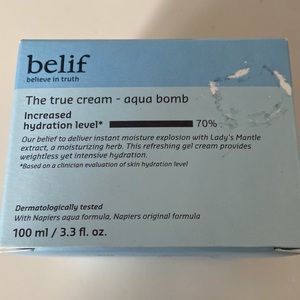 belif
believe in truth
The true cream - aqua bomb
Increased
hydration level* 70%
Our belief to deliver instant moisture explosion with Lady's Mantle
extract, a moisturizing herb. This refreshing gel cream provides
weightless yet intensive hydration.
*Based on a clinician evaluation of skin hydration level
Dermatologically tested
With Napiers aqua formula, Napiers original formula
100 ml / 3.3 fl. oz.